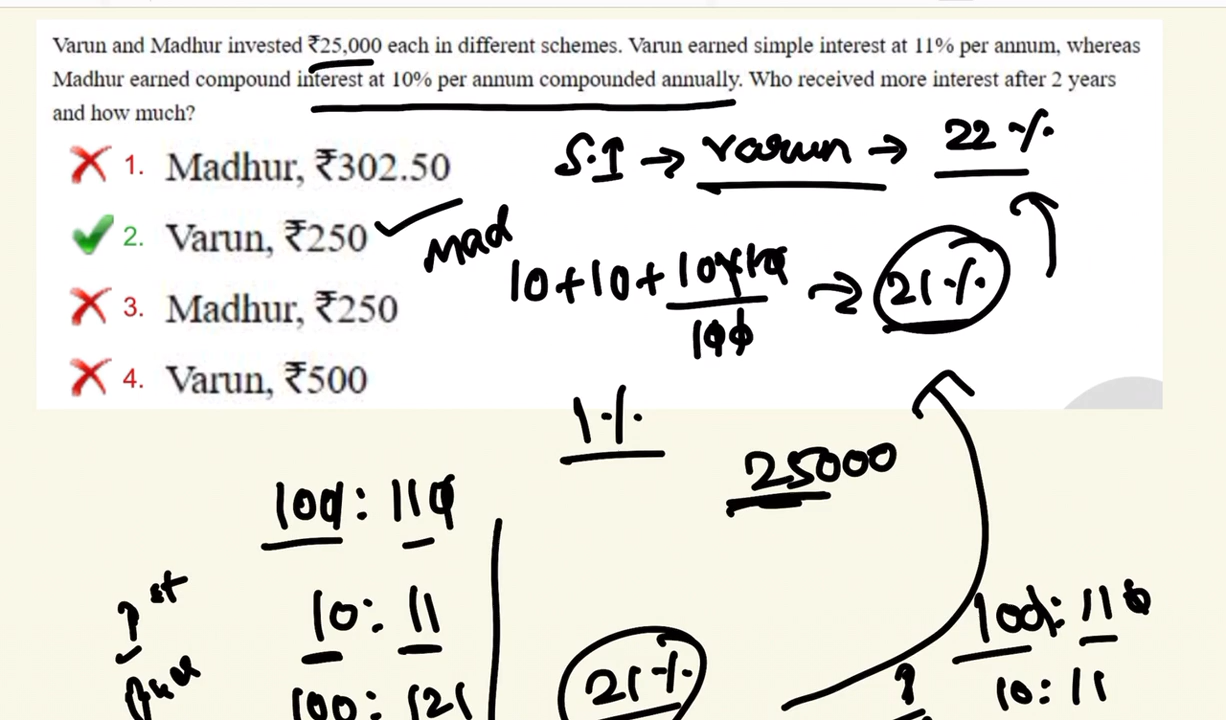 Varun and Madhur invested ₹25,000 each in different schemes. Varun earned simple interest at 11% per annum, whereas
Madhur earned compound interest at 10% per annum compounded annually. Who received more interest after 2 years
and how much?
1. Madhur, ₹302.50
2. Varun, ₹250
3. Madhur, ₹250
4. Varun, ₹500
S.I → varun → 22%
Mad
10+10+10×10/100 → 21%
1%
25000
100: 110
1st
10: 11
100: 121
21%
100: 110
10: 11